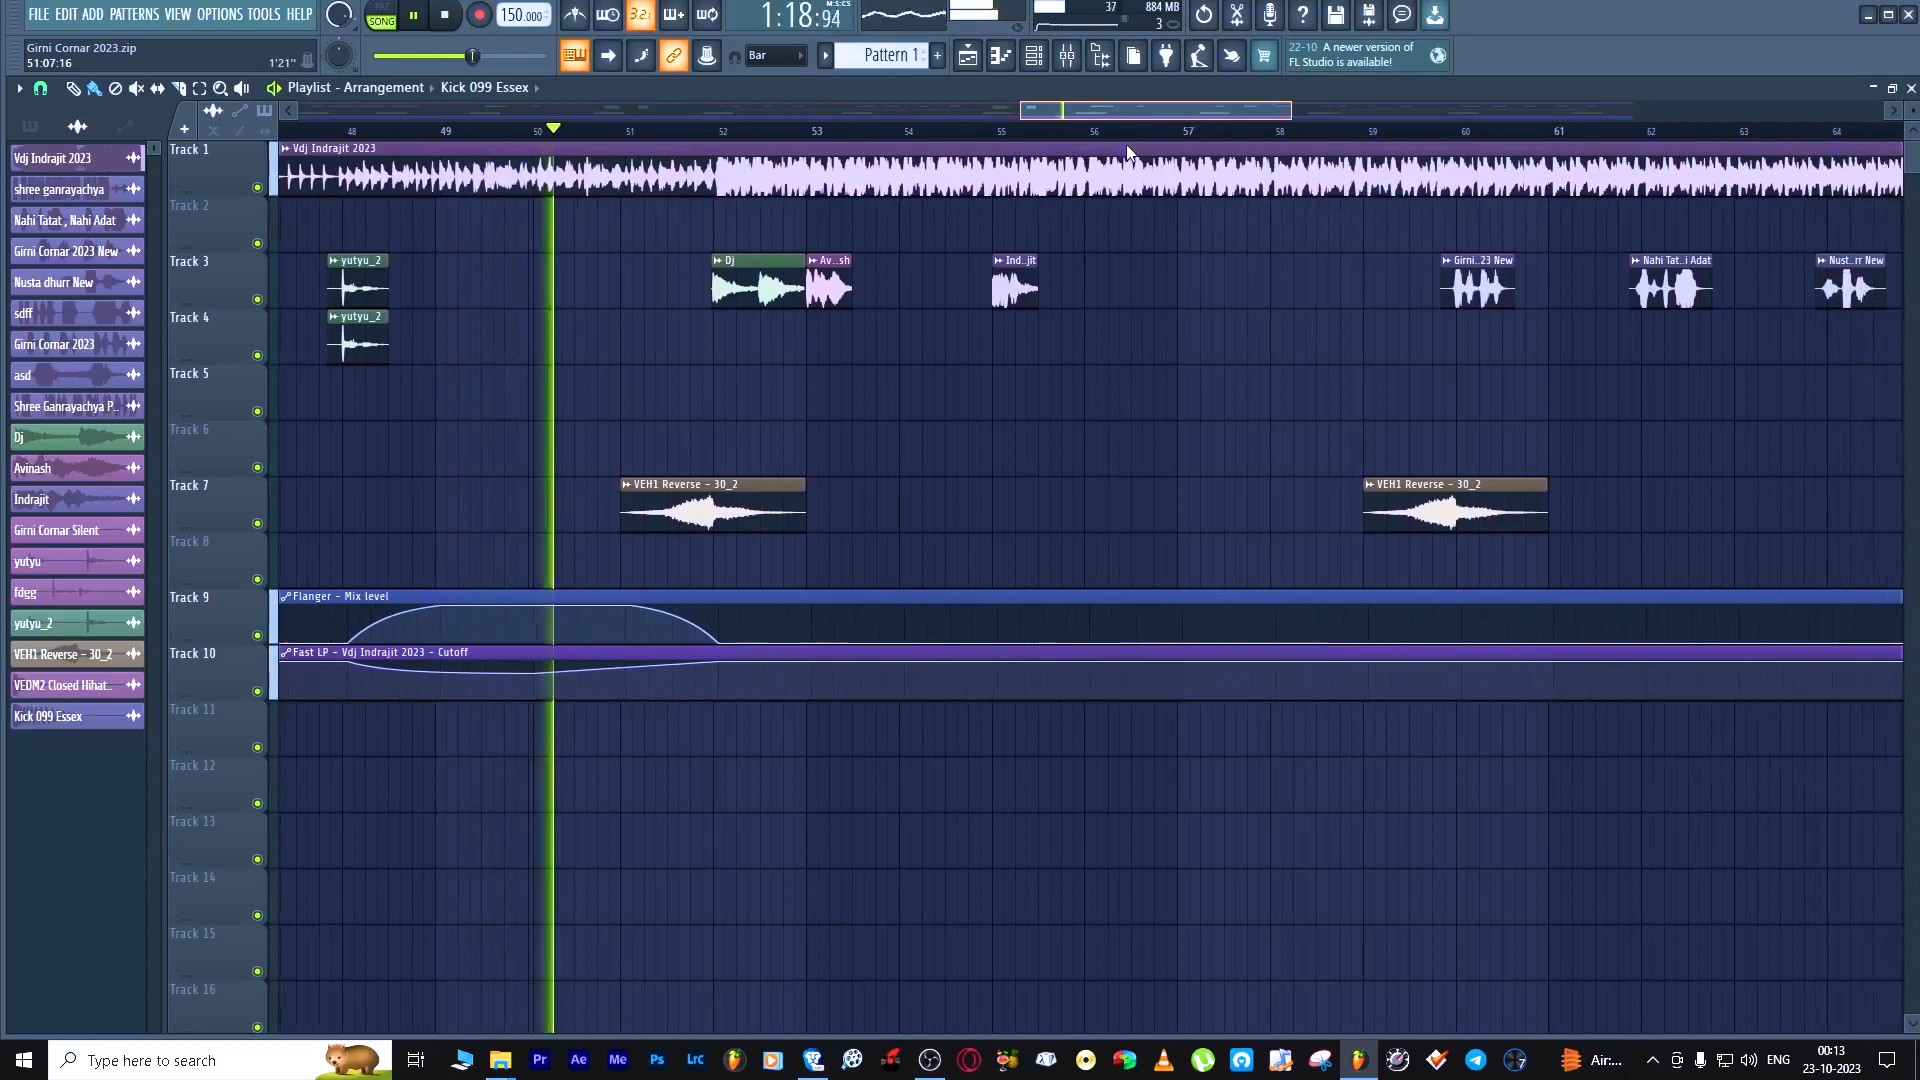 FILE EDIT ADD PATTERNS VIEW OPTIONS TOOLS HELP
PAT
SONG
150.000
3.2.1
1:18:94
M:S:CS
37
884 MB
3
Girni Cornar 2023.zip
51:07:16
1'21"
Bar
Pattern 1
22-10 A newer version of
FL Studio is available!
Playlist - Arrangement
Kick 099 Essex
48 49 50 51 52 53 54 55 56 57 58 59 60 61 62 63 64
Vdj Indrajit 2023
shree ganrayachya
Nahi Tatat , Nahi Adat
Girni Cornar 2023 New
Nusta dhurr New
sdff
Girni Cornar 2023
asd
Shree Ganrayachya P..
Dj
Avinash
Indrajit
Girni Cornar Silent
yutyu
fdgg
yutyu_2
VEH1 Reverse - 30_2
VEDM2 Closed Hihat..
Kick 099 Essex
Track 1
Vdj Indrajit 2023
Track 2
Track 3
yutyu_2
Dj
Av..sh
Ind..jit
Girni..23 New
Nahi Tat..i Adat
Nust..rr New
Track 4
yutyu_2
Track 5
Track 6
Track 7
VEH1 Reverse - 30_2
VEH1 Reverse - 30_2
Track 8
Track 9
Flanger - Mix level
Track 10
Fast LP - Vdj Indrajit 2023 - Cutoff
Track 11
Track 12
Track 13
Track 14
Track 15
Track 16
Type here to search
Pr
Ae
Me
Ps
Lrc
Air:...
ENG
00:13
23-10-2023